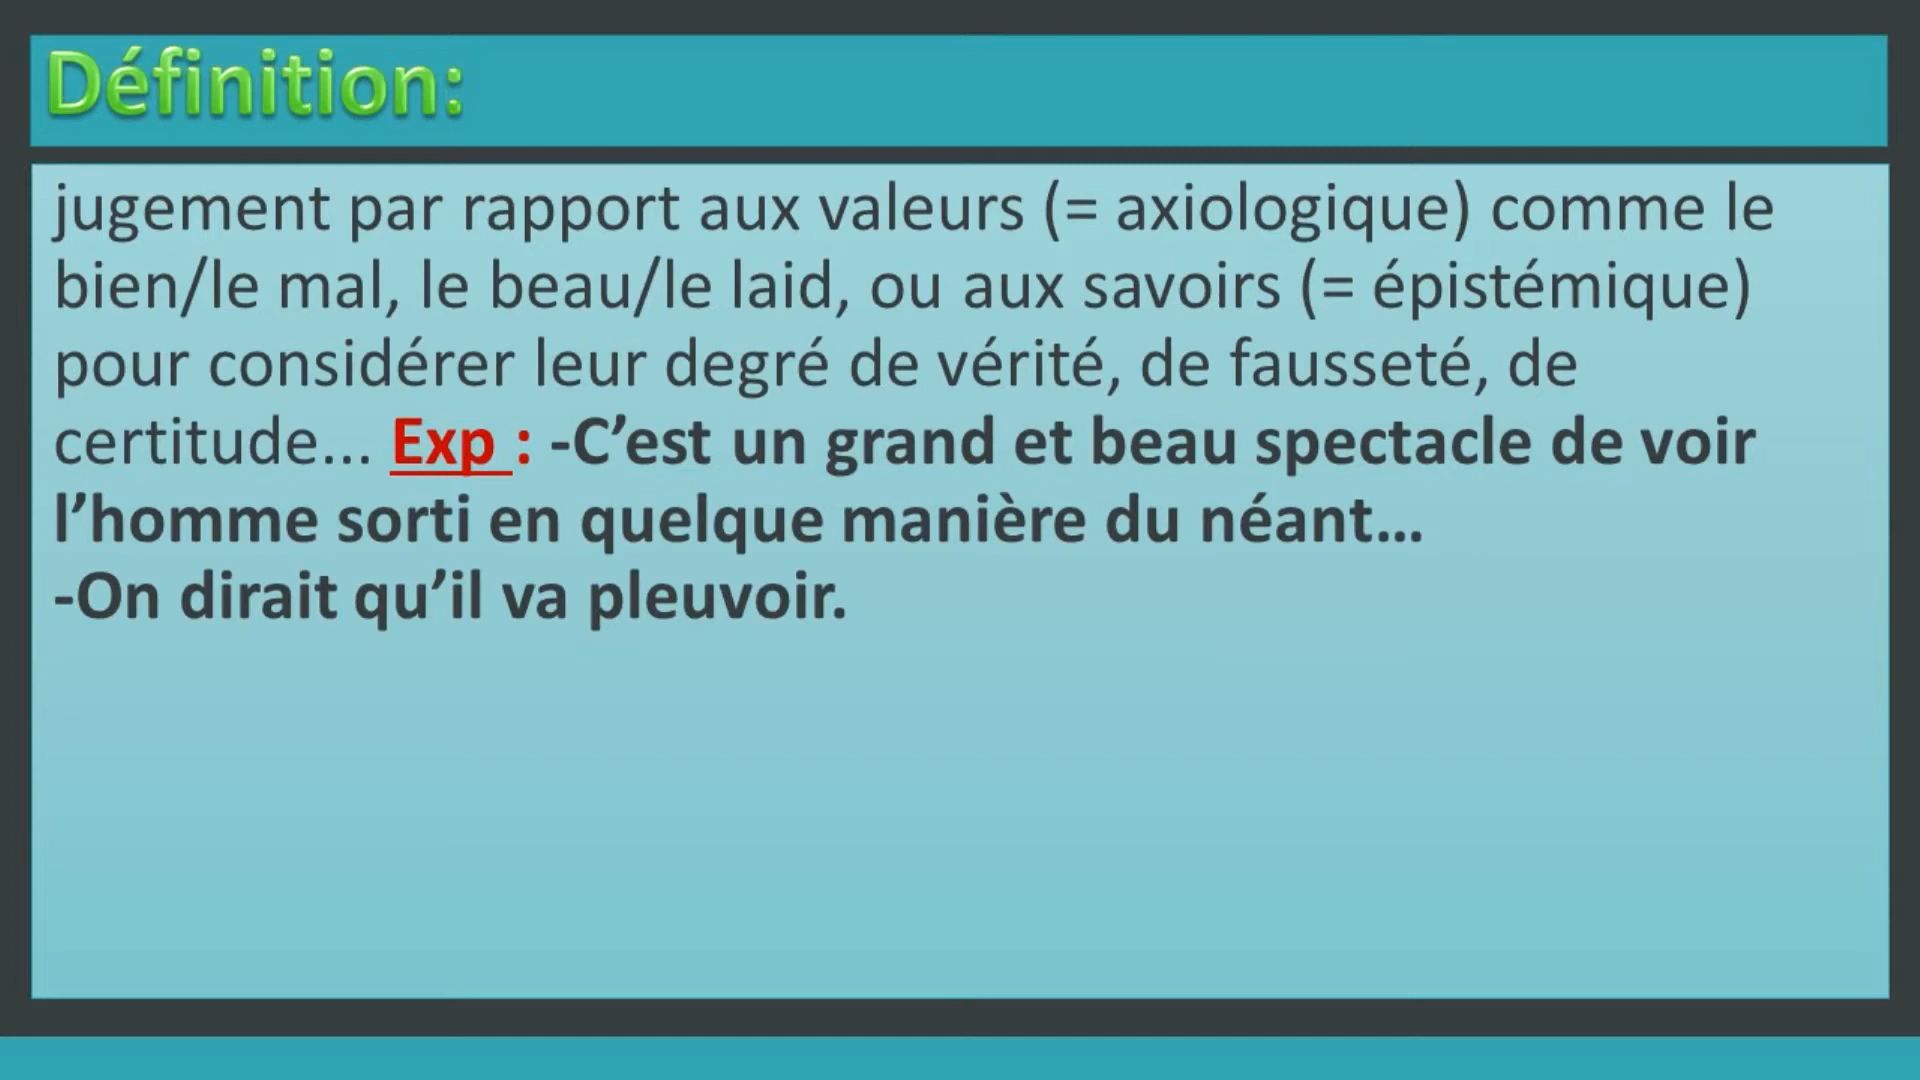 Définition:
jugement par rapport aux valeurs (= axiologique) comme le
bien/le mal, le beau/le laid, ou aux savoirs (= épistémique)
pour considérer leur degré de vérité, de fausseté, de
certitude... Exp : -C’est un grand et beau spectacle de voir
l’homme sorti en quelque manière du néant…
-On dirait qu’il va pleuvoir.